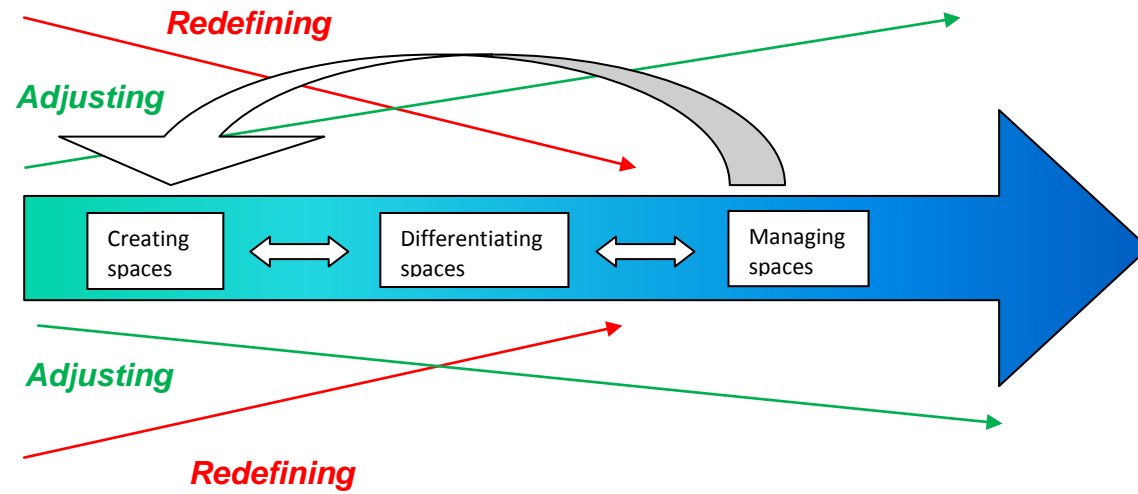 Redefining
Adjusting
Creating
spaces
Differentiating
spaces
Managing
spaces
Adjusting
Redefining